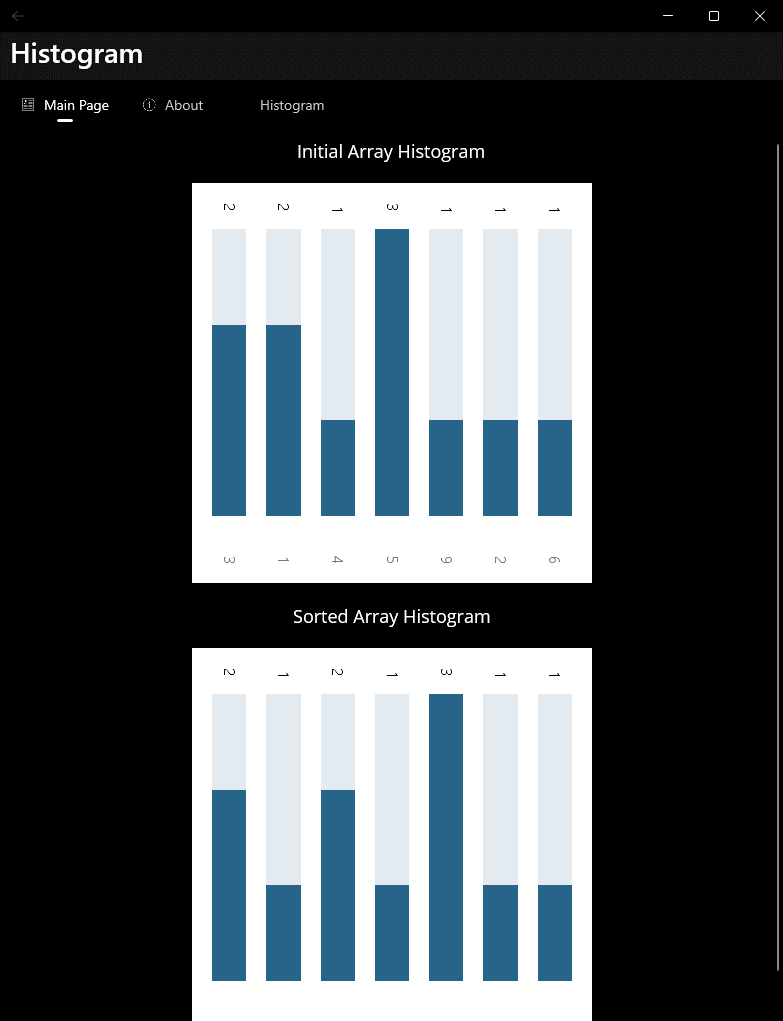 Histogram
Main Page About Histogram
Initial Array Histogram
2 2 1 3 1 1 1
3 1 4 5 9 2 6
Sorted Array Histogram
2 1 2 1 3 1 1